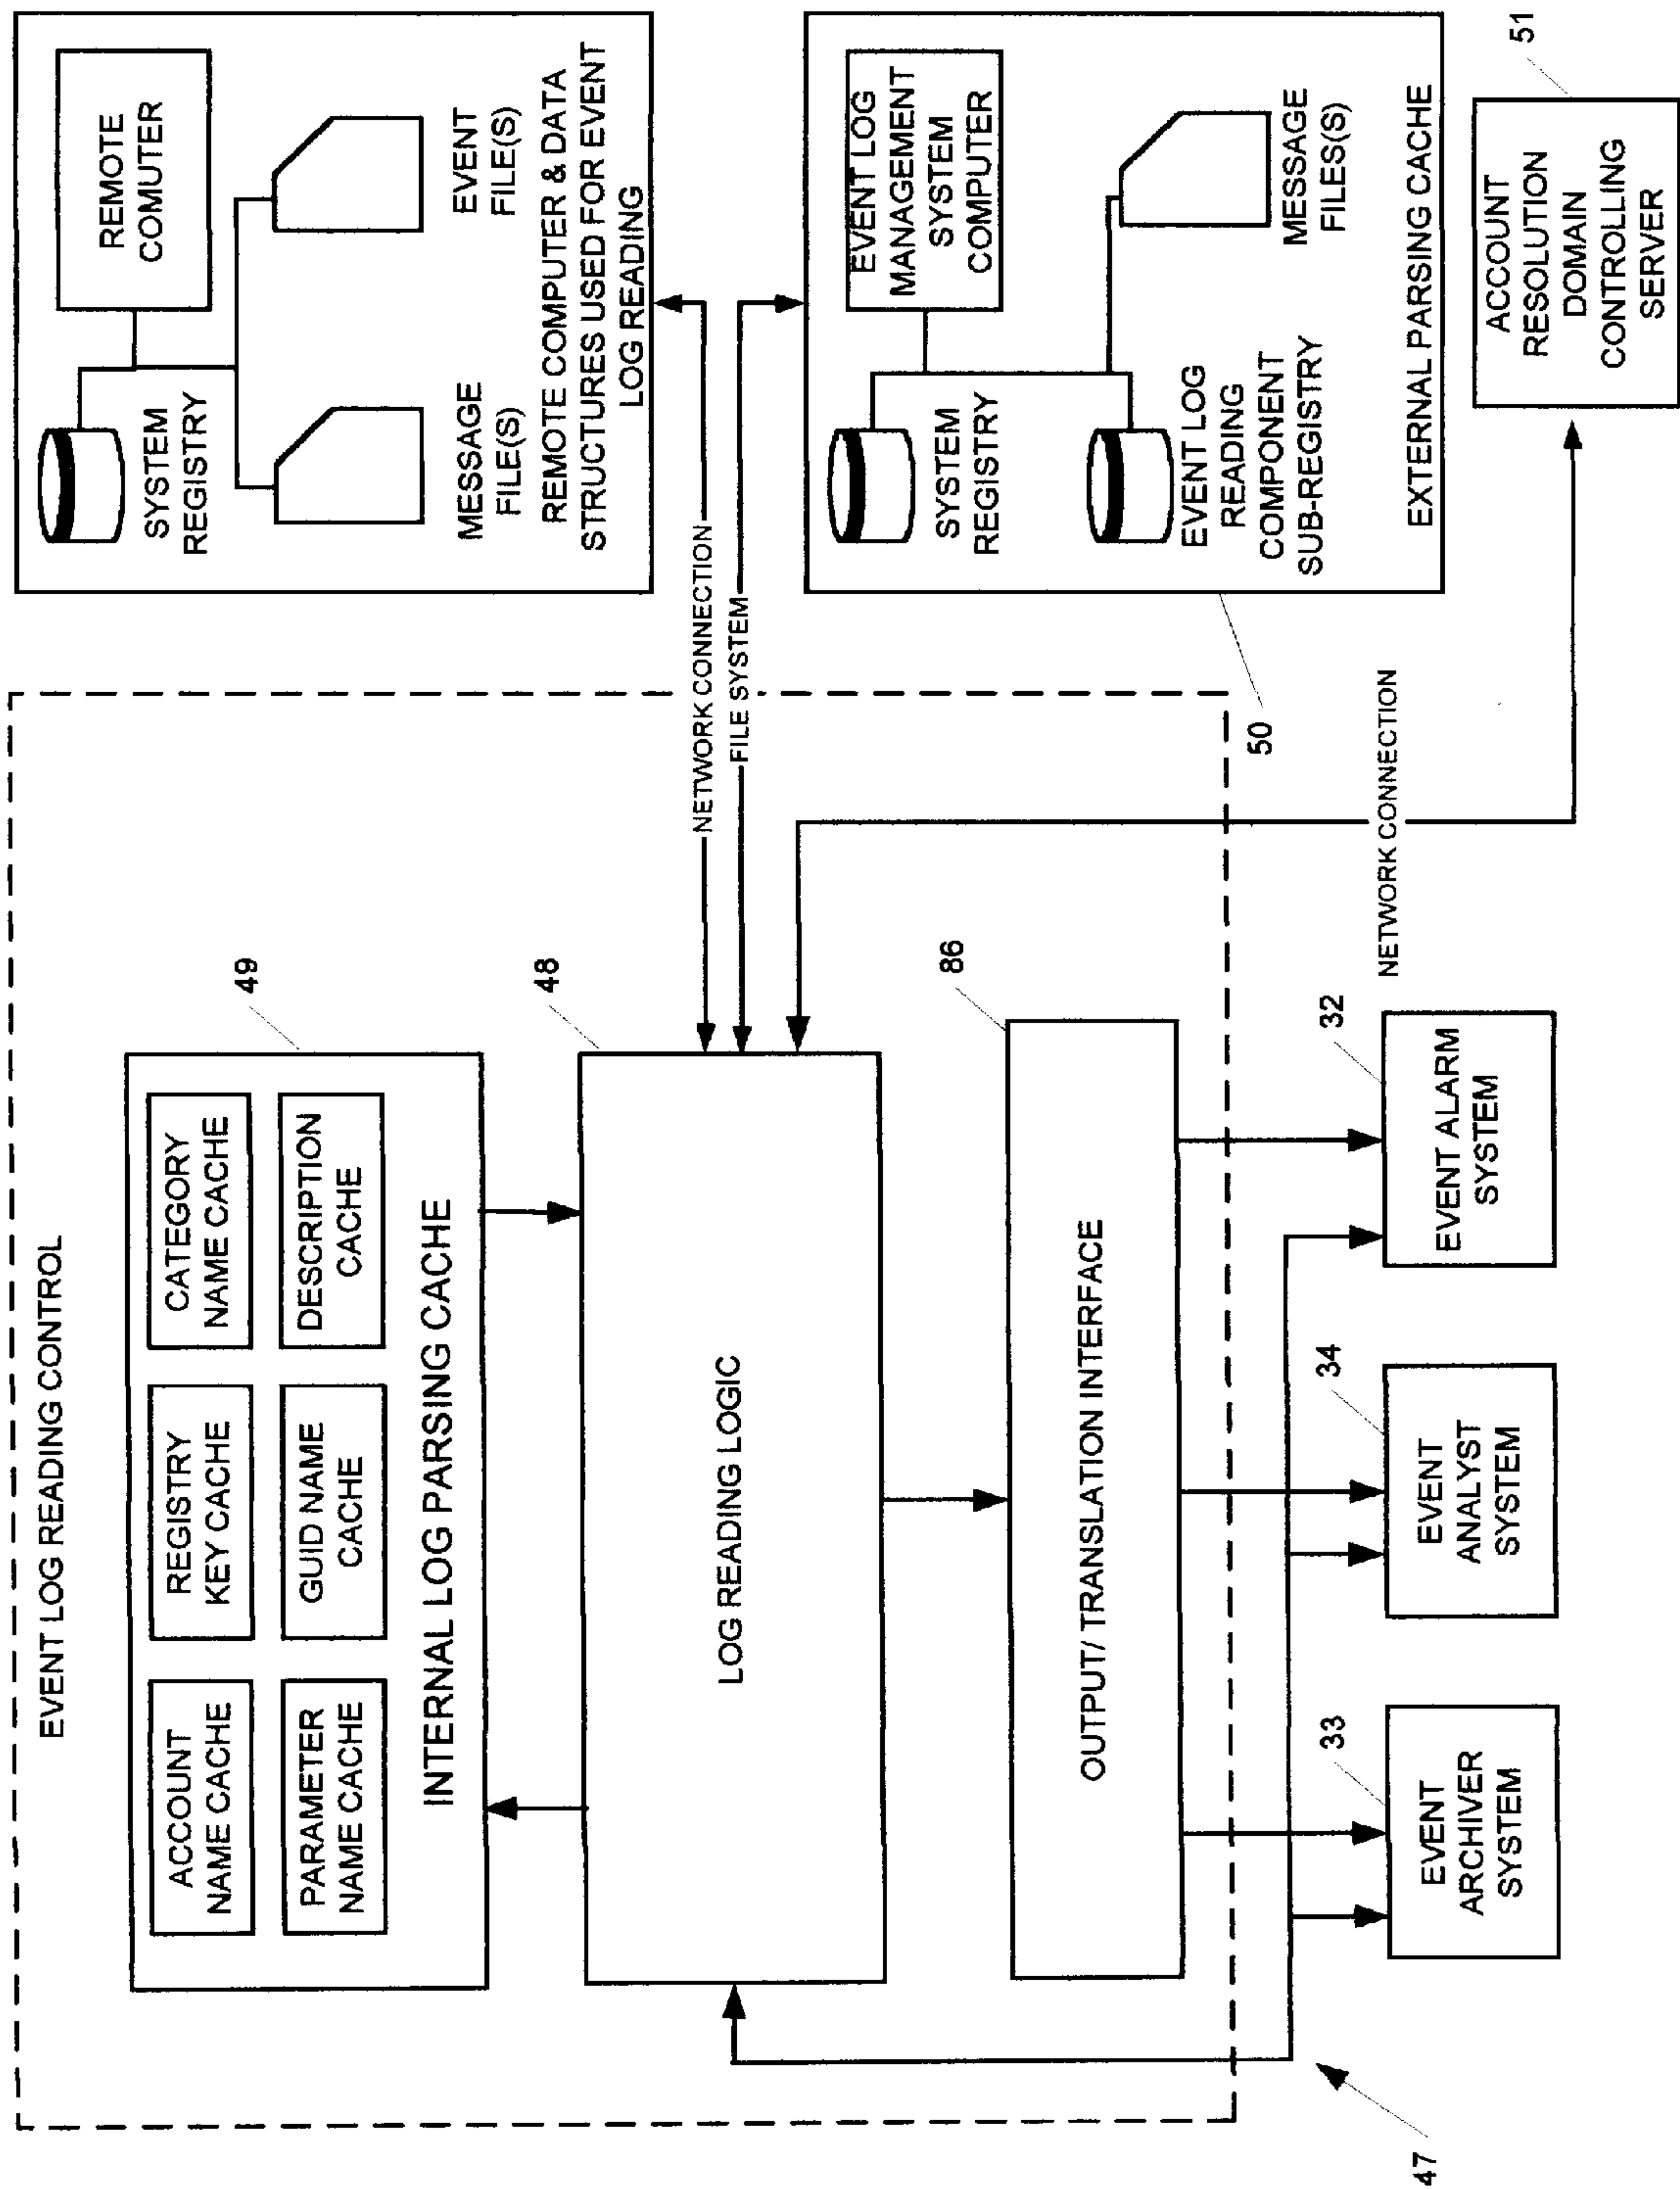 EVENT LOG READING CONTROL
49
ACCOUNT
NAME CACHE
REGISTRY
KEY CACHE
CATEGORY
NAME CACHE
PARAMETER
NAME CACHE
GUID NAME
CACHE
DESCRIPTION
CACHE
INTERNAL LOG PARSING CACHE
48
LOG READING LOGIC
86
OUTPUT/ TRANSLATION INTERFACE
33
EVENT
ARCHIVER
SYSTEM
34
EVENT
ANALYST
SYSTEM
32
EVENT ALARM
SYSTEM
47
NETWORK CONNECTION
FILE SYSTEM
NETWORK CONNECTION
SYSTEM
REGISTRY
REMOTE
COMUTER
MESSAGE
FILE(S)
EVENT
FILE(S)
REMOTE COMPUTER & DATA
STRUCTURES USED FOR EVENT
LOG READING
50
SYSTEM
REGISTRY
EVENT LOG
MANAGEMENT
SYSTEM
COMPUTER
EVENT LOG
READING
COMPONENT
SUB-REGISTRY
MESSAGE
FILES(S)
EXTERNAL PARSING CACHE
51
ACCOUNT
RESOLUTION
DOMAIN
CONTROLLING
SERVER